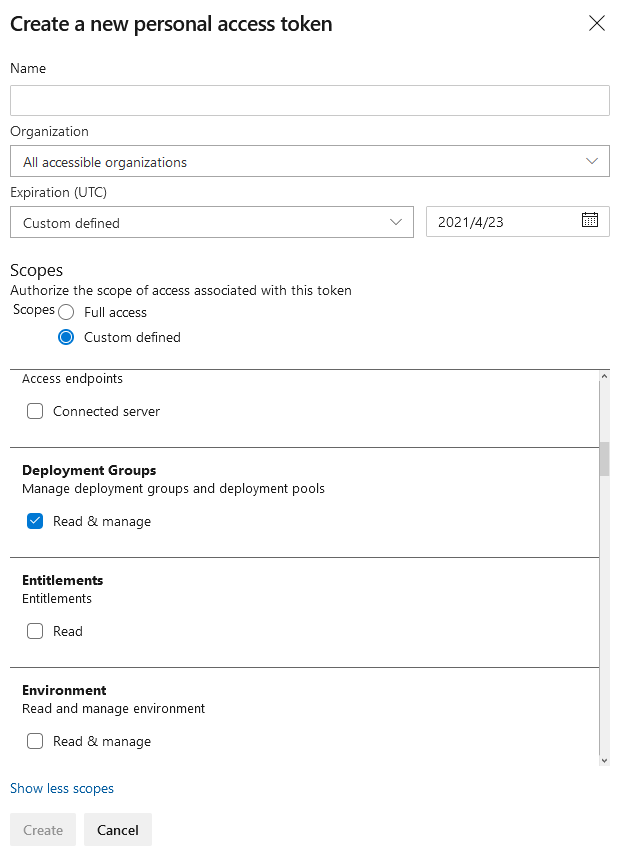 Create a new personal access token
Name
Organization
All accessible organizations
Expiration (UTC)
Custom defined
2021/4/23
Scopes
Authorize the scope of access associated with this token
Scopes
Full access
Custom defined
Access endpoints
Connected server
Deployment Groups
Manage deployment groups and deployment pools
Read & manage
Entitlements
Entitlements
Read
Environment
Read and manage environment
Read & manage
Show less scopes
Create
Cancel